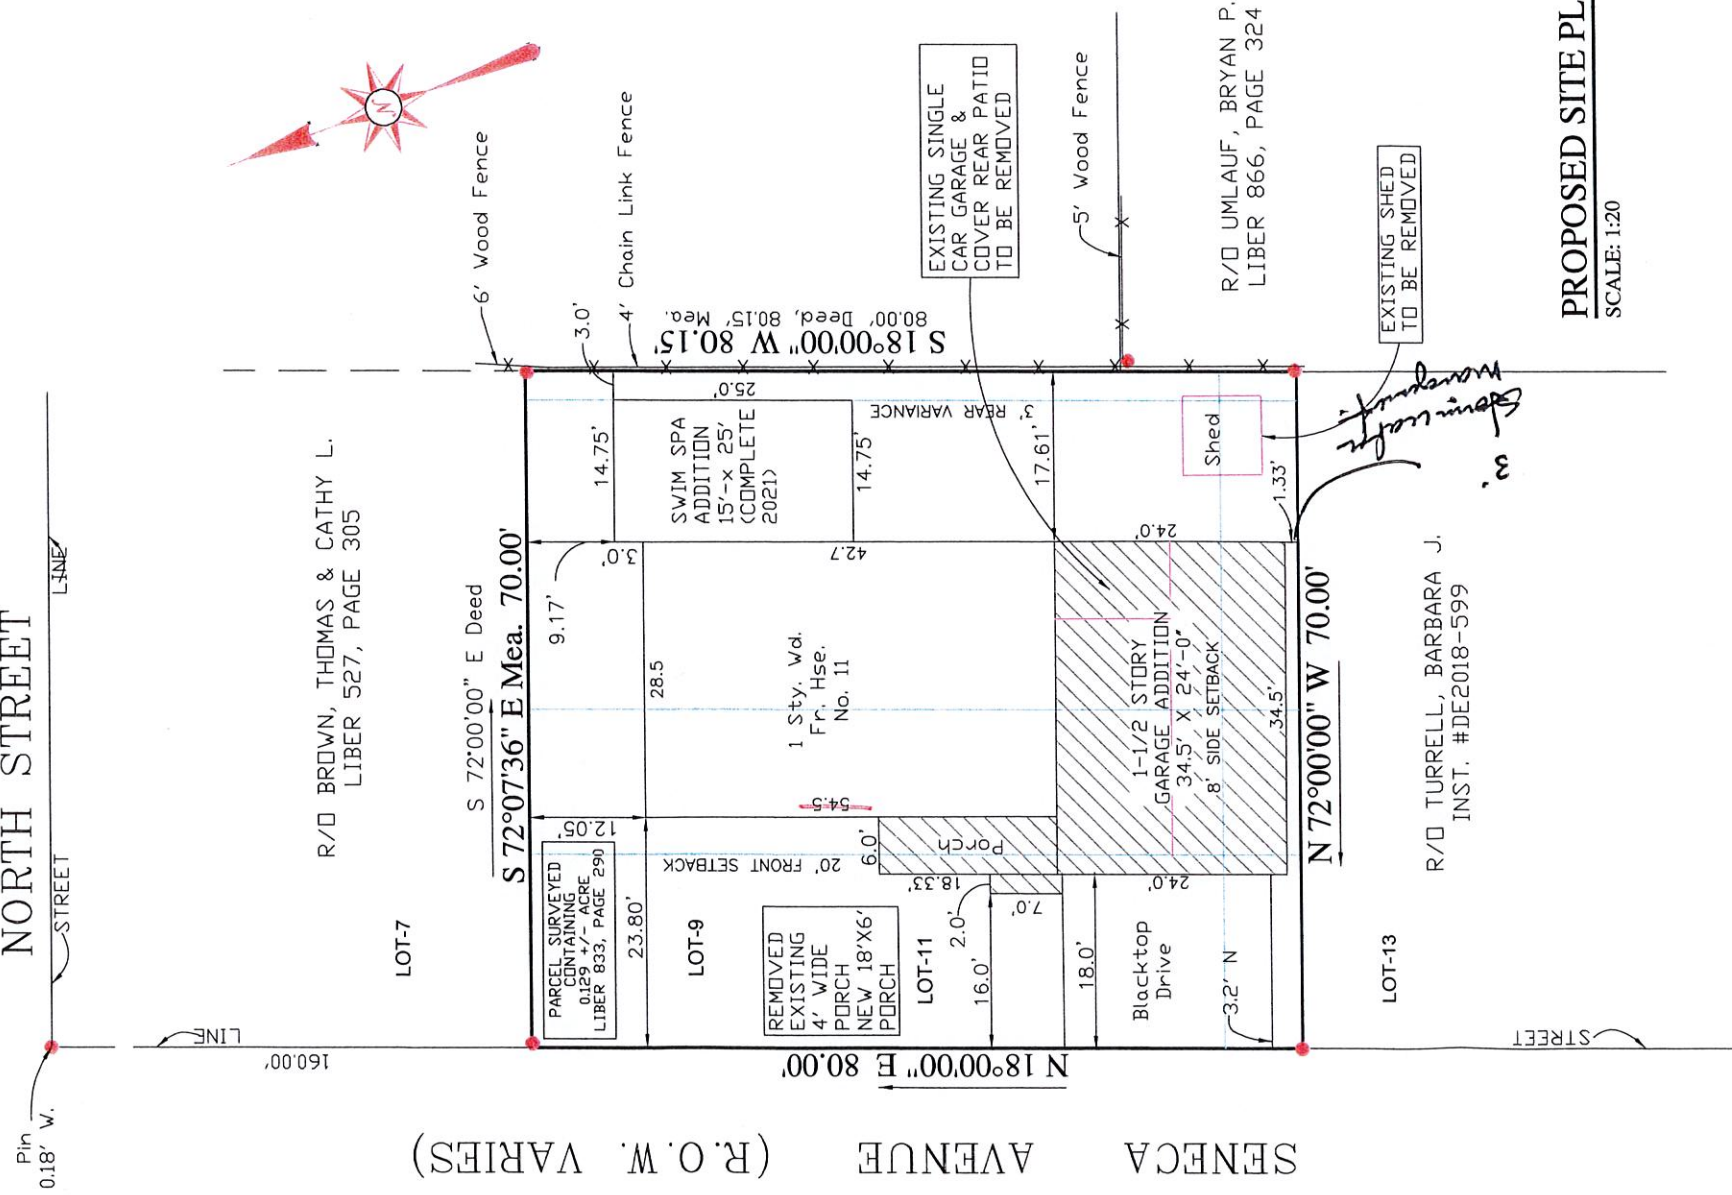 NORTH STREET
STREET
LINE
Pin
0.18' W.
LINE
160.00'
R/O BROWN, THOMAS & CATHY L.
LIBER 527, PAGE 305
LOT-7
N
6' Wood Fence
4' Chain Link Fence
3.0'
S 72°00'00" E Deed
S 72°07'36" E Mea. 70.00'
S 18°00'00" W 80.15'
80.00' Deed, 80.15' Mea.
EXISTING SINGLE
CAR GARAGE &
COVER REAR PATIO
TO BE REMOVED
5' Wood Fence
R/O UMLAUF, BRYAN P.
LIBER 866, PAGE 324
PARCEL SURVEYED
CONTAINING
0.129 +/- ACRE
LIBER 833, PAGE 290
12.05'
9.17'
3.0'
14.75'
25.0'
SWIM SPA
ADDITION
15'-x 25'
(COMPLETE
2021)
14.75'
3' REAR VARIANCE
23.80'
28.5
42.7
20' FRONT SETBACK
54.5
1 Sty. Wd.
Fr. Hse.
No. 11
LOT-9
REMOVED
EXISTING
4' WIDE
PORCH
NEW 18'X6'
PORCH
6.0'
Porch
18.33'
LOT-11
2.0'
7.0'
16.0'
18.0'
17.61'
24.0'
24.0'
1-1/2 STORY
GARAGE ADDITION
34.5' X 24'-0"
8' SIDE SETBACK
34.5'
Shed
1.33'
Blacktop
Drive
3.2' N
N 18°00'00" E 80.00'
N 72°00'00" W 70.00'
EXISTING SHED
TO BE REMOVED
3'
Stormwater
Management.
LOT-13
R/O TURRELL, BARBARA J.
INST. #DE2018-599
STREET
SENECA AVENUE (R.O.W. VARIES)
PROPOSED SITE PL
SCALE: 1:20